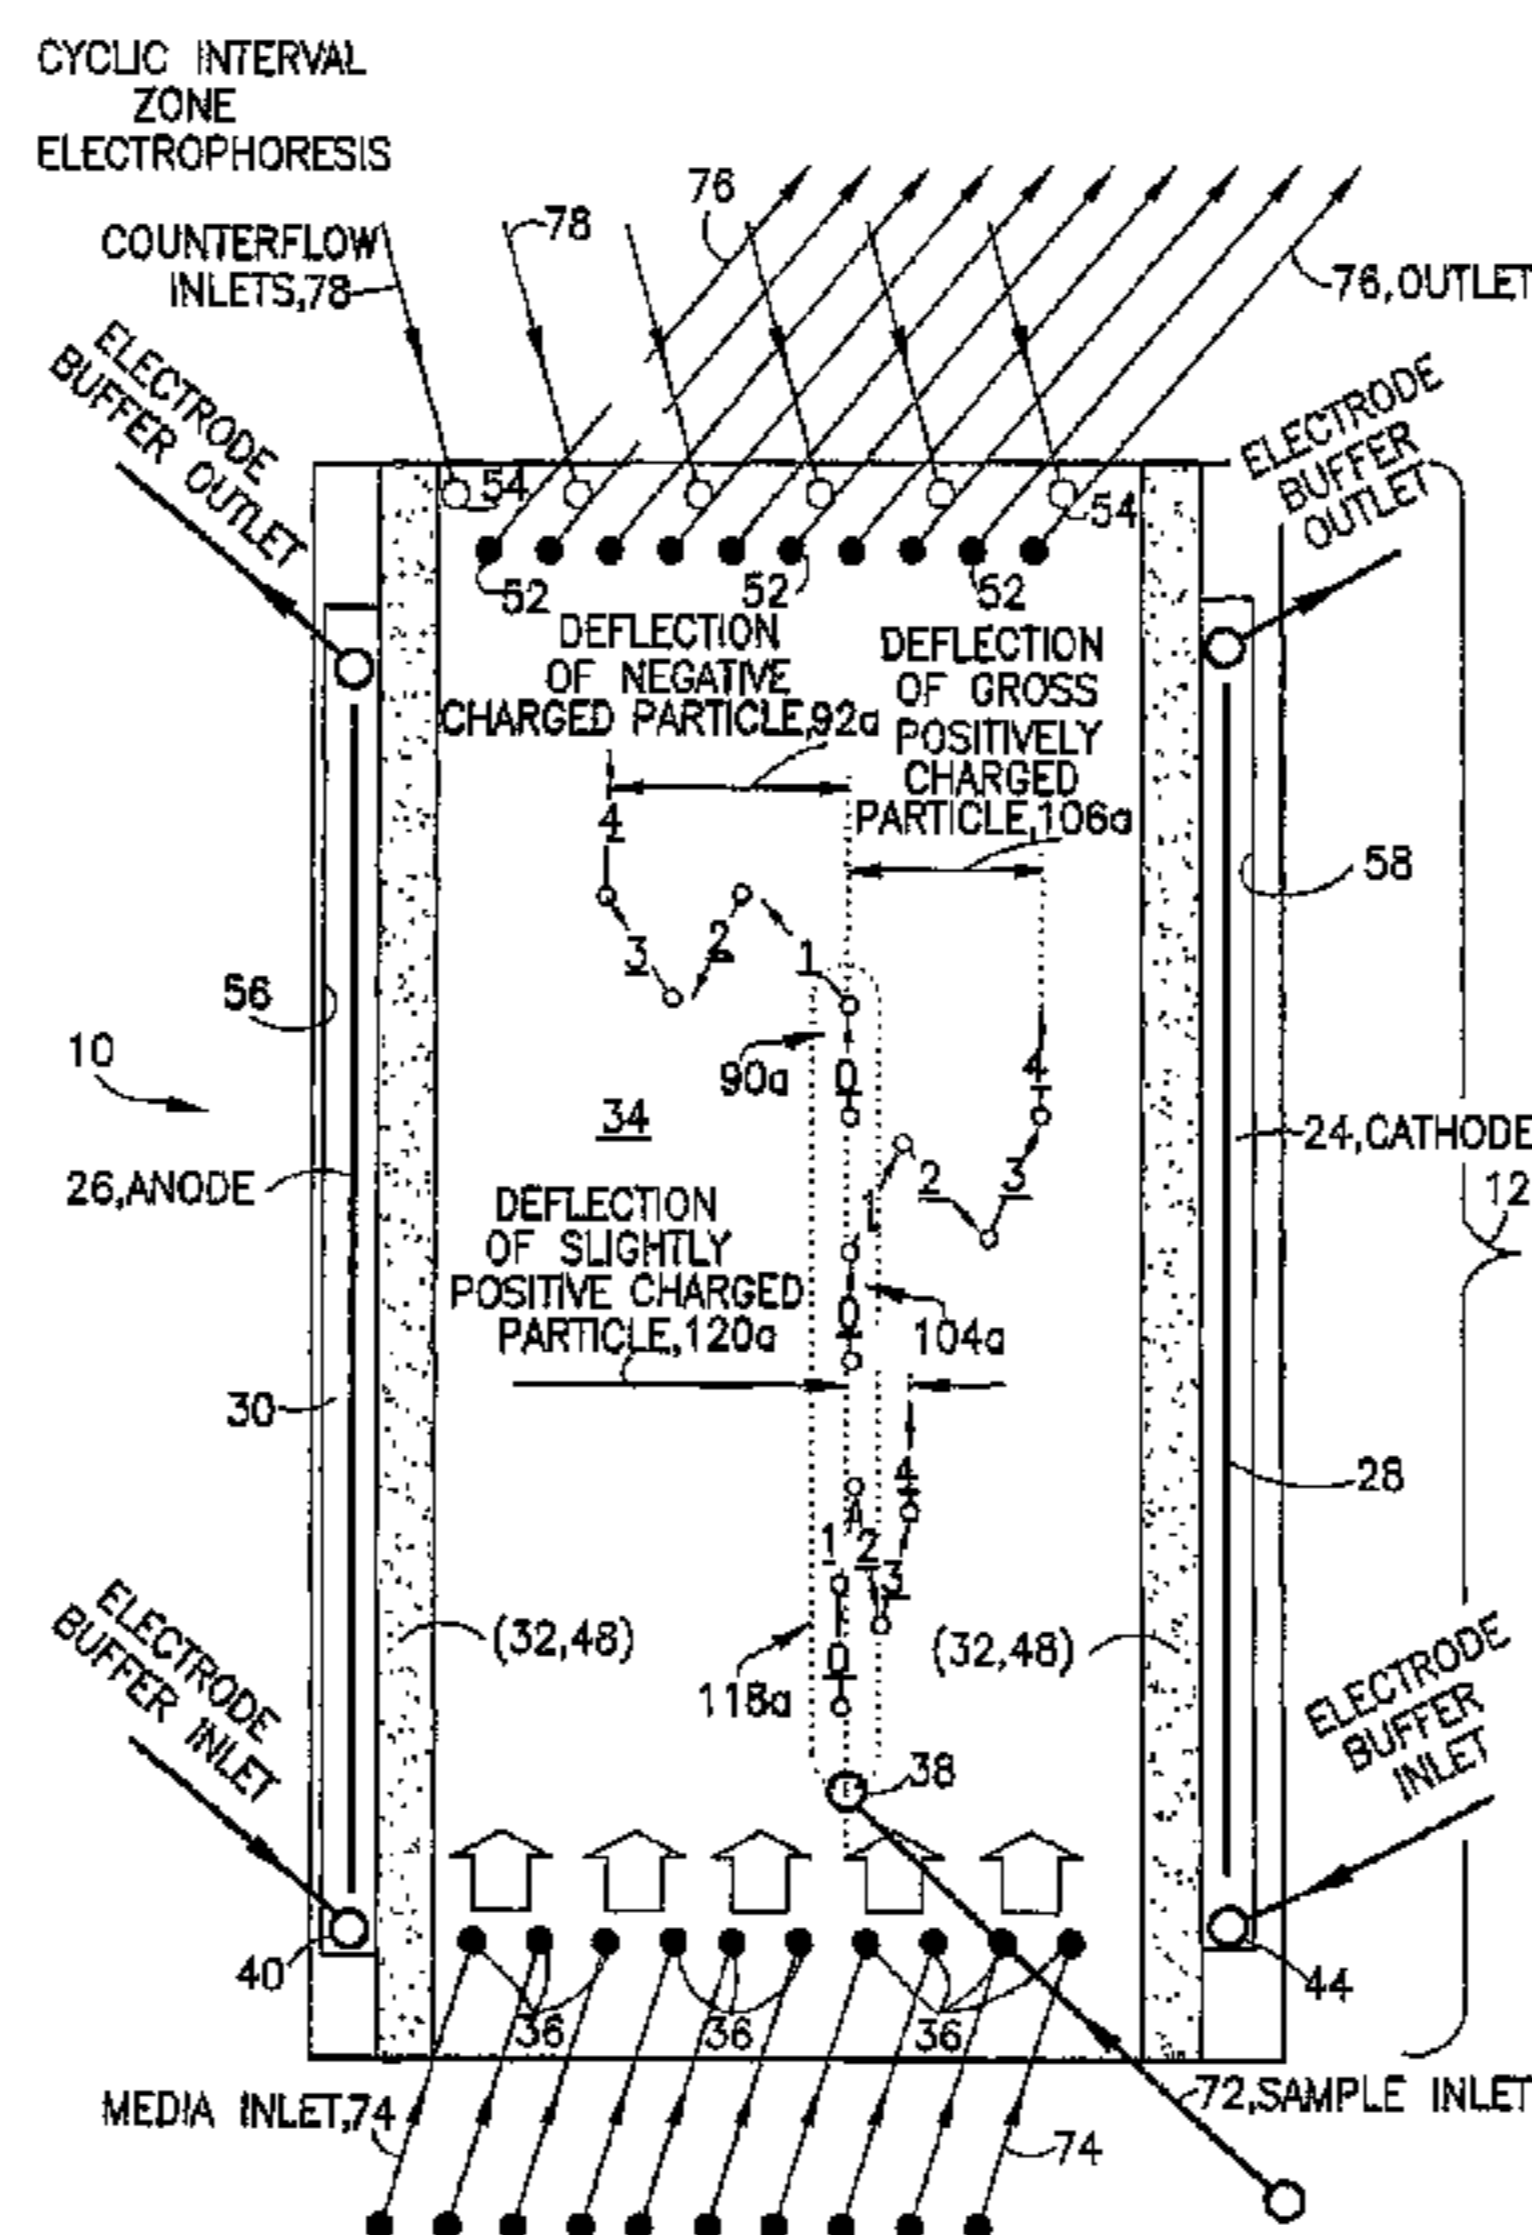 CYCLIC INTERVAL
ZONE
ELECTROPHORESIS
76
COUNTERFLOW
INLETS,78
78
76,OUTLET
ELECTRODE
BUFFER OUTLET
ELECTRODE
BUFFER
OUTLET
54
54
52
52
52
DEFLECTION
OF NEGATIVE
CHARGED PARTICLE,92a
DEFLECTION
OF GROSS
POSITIVELY
CHARGED
PARTICLE,106a
4
3
2
1
58
56
10
90a
0
4
34
24,CATHODE
12
26,ANODE
1
2
3
DEFLECTION
OF SLIGHTLY
POSITIVE CHARGED
PARTICLE,120a
0
104a
30
28
4
1
2
3
ELECTRODE
BUFFER INLET
(32,48)
0
(32,48)
118a
ELECTRODE
BUFFER
INLET
38
40
44
36
36
36
MEDIA INLET,74
72,SAMPLE INLET
74